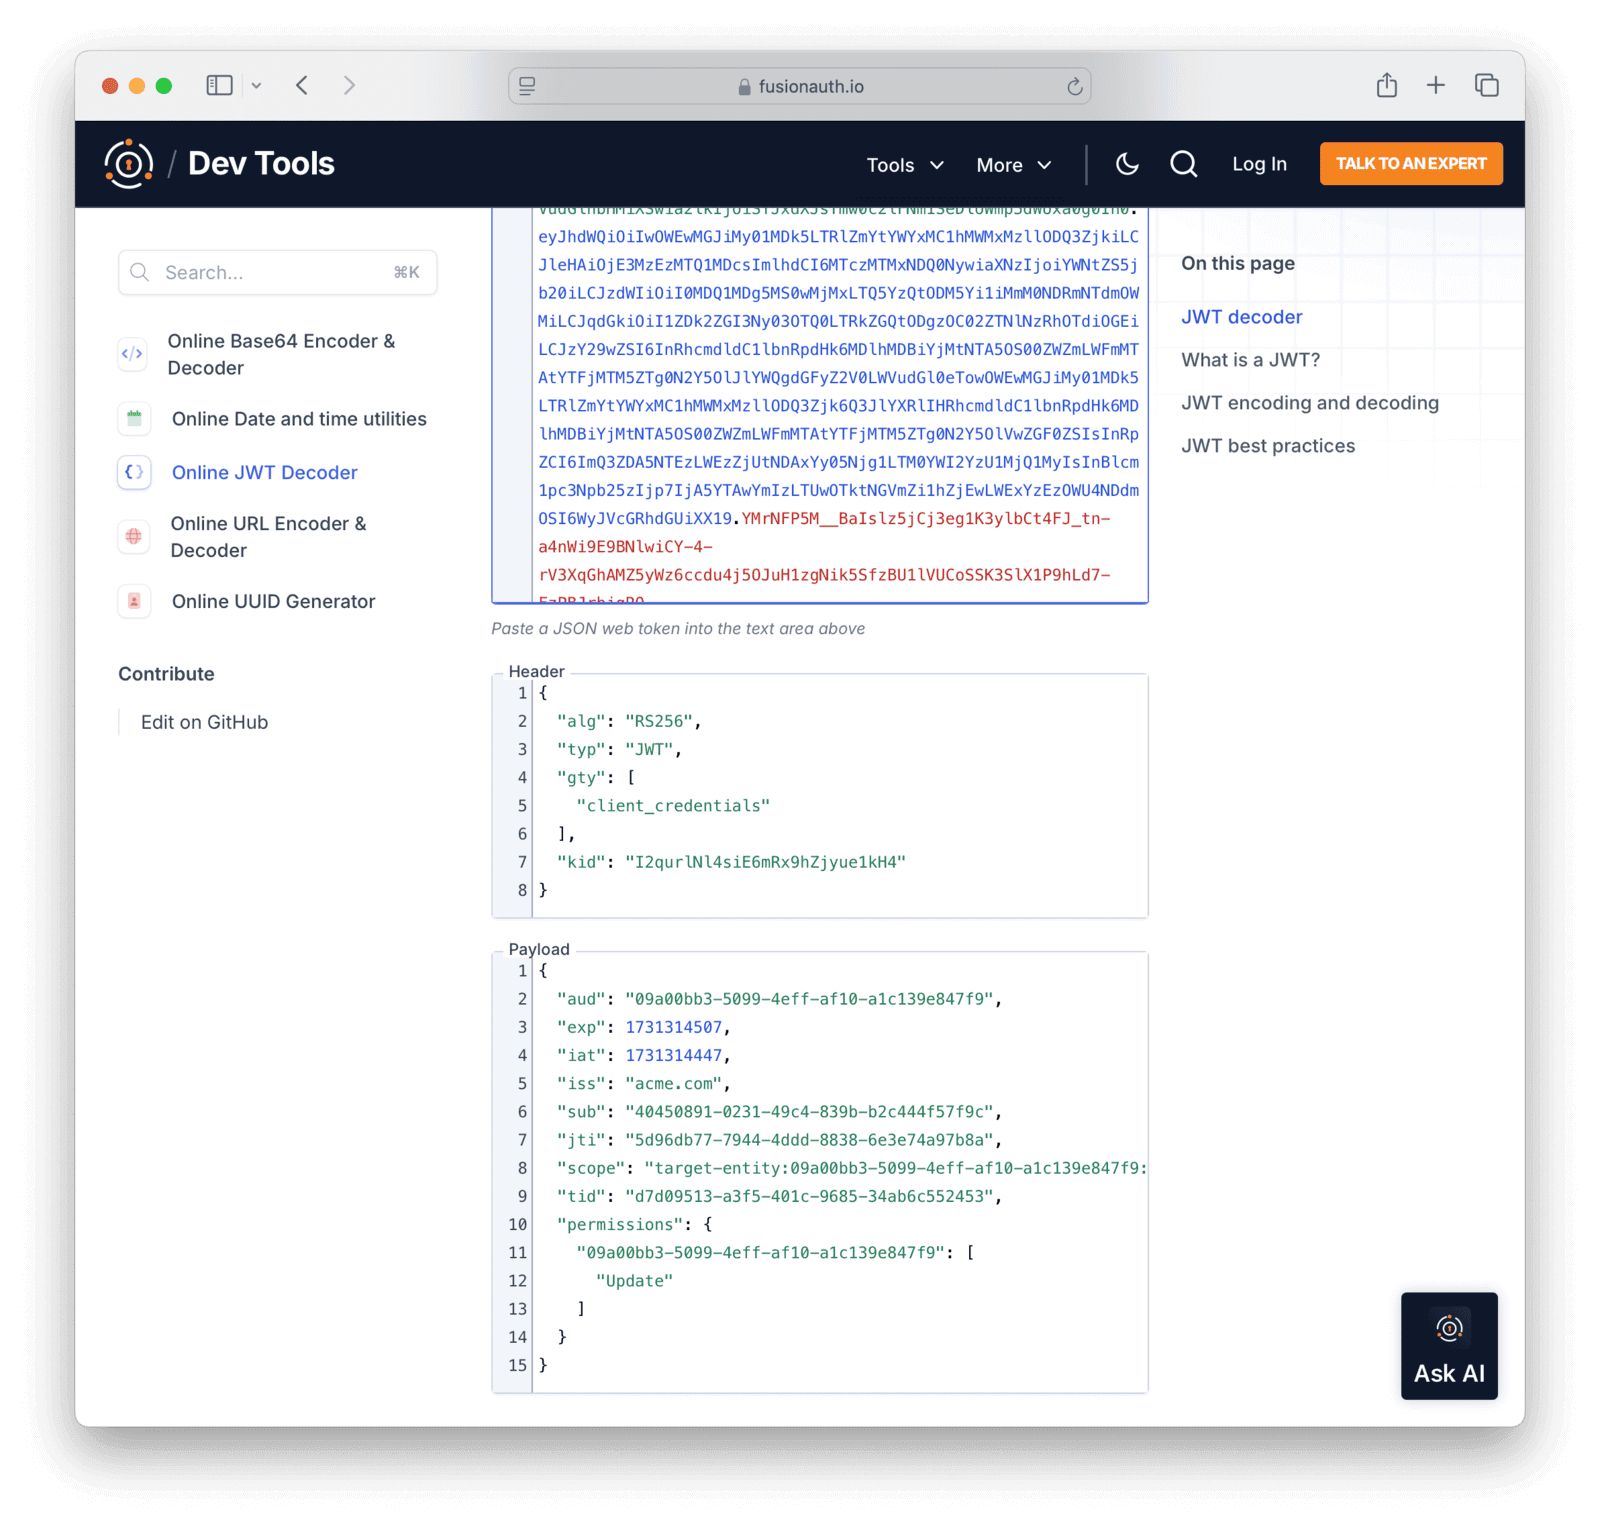 fusionauth.io
/ Dev Tools
Tools
More
Log In
TALK TO AN EXPERT
Search...
⌘K
Online Base64 Encoder &
Decoder
Online Date and time utilities
Online JWT Decoder
Online URL Encoder &
Decoder
Online UUID Generator
Contribute
Edit on GitHub
eyJhdWQiOiIwOWEwMGJiMy01MDk5LTRlZmYtYWYxMC1hMWMxMzllODQ3ZjkiLC
JleHAiOjE3MzEzMTQ1MDcsImlhdCI6MTczMTMxNDQ0NywiaXNzIjoiYWNtZS5j
b20iLCJzdWIiOiI0MDQ1MDg5MS0wMjMxLTQ5YzQtODM5Yi1iMmM0NDRmNTdmOW
MiLCJqdGkiOiI1ZDk2ZGI3Ny03OTQ0LTRkZGQtODgzOC02ZTNlNzRhOTdiOGEi
LCJzY29wZSI6InRhcmdldC1lbnRpdHk6MDlhMDBiYjMtNTA5OS00ZWZmLWFmMT
AtYTFjMTM5ZTg0N2Y5OlJlYWQgdGFyZ2V0LWVudGl0eTowOWEwMGJiMy01MDk5
LTRlZmYtYWYxMC1hMWMxMzllODQ3Zjk6Q3JlYXRlIHRhcmdldC1lbnRpdHk6MD
lhMDBiYjMtNTA5OS00ZWZmLWFmMTAtYTFjMTM5ZTg0N2Y5OlVwZGF0ZSIsInRp
ZCI6ImQ3ZDA5NTEzLWEzZjUtNDAxYy05Njg1LTM0YWI2YzU1MjQ1MyIsInBlcm
1pc3Npb25zIjp7IjA5YTAwYmIzLTUwOTktNGVmZi1hZjEwLWExYzEzOWU4NDdm
OSI6WyJVcGRhdGUiXX19.YMrNFP5M__BaIslz5jCj3eg1K3ylbCt4FJ_tn-
a4nWi9E9BNlwiCY-4-
rV3XqGhAMZ5yWz6ccdu4j5OJuH1zgNik5SfzBU1lVUCoSSK3SlX1P9hLd7-
Paste a JSON web token into the text area above
Header
1 {
2 "alg": "RS256",
3 "typ": "JWT",
4 "gty": [
5 "client_credentials"
6 ],
7 "kid": "I2qurlNl4siE6mRx9hZjyue1kH4"
8 }
Payload
1 {
2 "aud": "09a00bb3-5099-4eff-af10-a1c139e847f9",
3 "exp": 1731314507,
4 "iat": 1731314447,
5 "iss": "acme.com",
6 "sub": "40450891-0231-49c4-839b-b2c444f57f9c",
7 "jti": "5d96db77-7944-4ddd-8838-6e3e74a97b8a",
8 "scope": "target-entity:09a00bb3-5099-4eff-af10-a1c139e847f9:
9 "tid": "d7d09513-a3f5-401c-9685-34ab6c552453",
10 "permissions": {
11 "09a00bb3-5099-4eff-af10-a1c139e847f9": [
12 "Update"
13 ]
14 }
15 }
On this page
JWT decoder
What is a JWT?
JWT encoding and decoding
JWT best practices
Ask AI